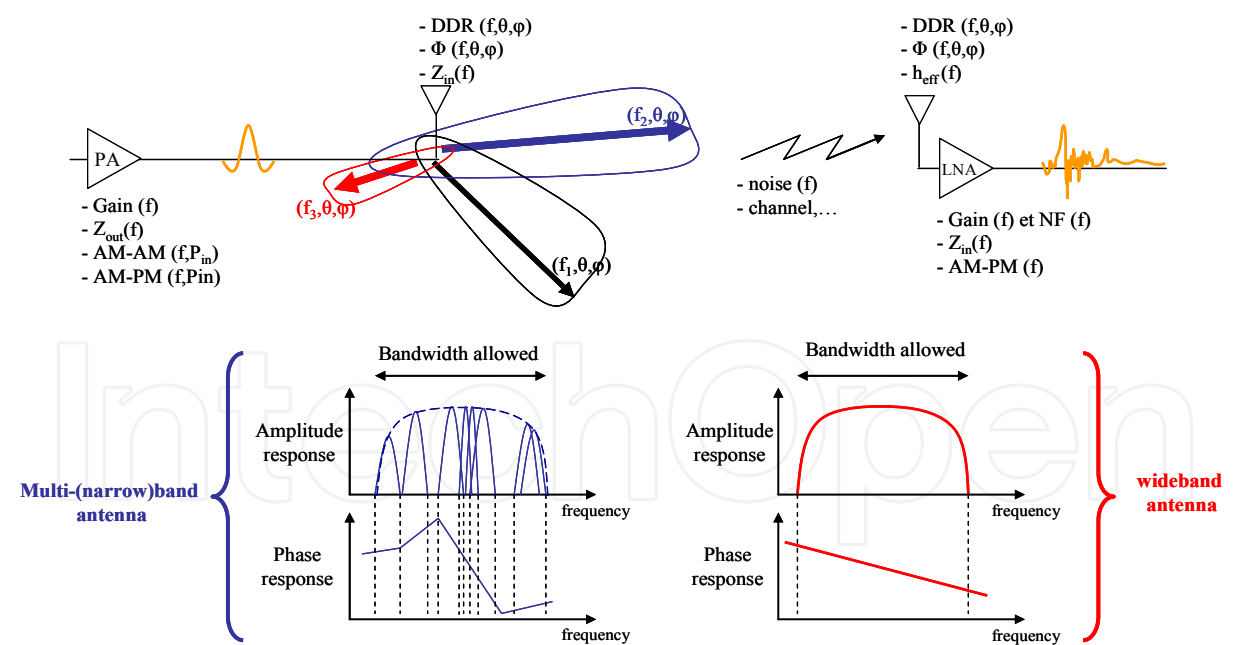 - DDR (f,θ,φ)
- Φ (f,θ,φ)
- Zin(f)
- DDR (f,θ,φ)
- Φ (f,θ,φ)
- heff(f)
(f2,θ,φ)
PA
LNA
(f3,θ,φ)
(f1,θ,φ)
- noise (f)
- channel,…
- Gain (f)
- Zout(f)
- AM-AM (f,Pin)
- AM-PM (f,Pin)
- Gain (f) et NF (f)
- Zin(f)
- AM-PM (f)
IntechOpen
Multi-(narrow)band
antenna
Bandwidth allowed
Amplitude
response
frequency
Phase
response
frequency
Bandwidth allowed
Amplitude
response
frequency
Phase
response
frequency
wideband
antenna